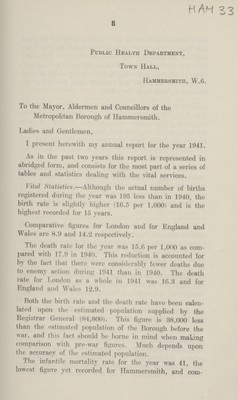 HAM 33
3
PUBLIC HEALTH DEPARTMENT,
TOWN HALL,
HAMMERSMITH, W.6.
To the Mayor, Aldermen and Councillors of the
Metropolitan Borough of Hammersmith.
Ladies and Gentlemen,
I present herewith my annual report for the year 1941.
As in the past two years this report is represented in
abridged form, and consists for the most part of a series of
tables and statistics dealing with the vital services.
Vital Statistics.—Although the actual number of births
registered during the year was 195 less than in 1940, the
birth rate is slightly higher (16.5 per 1,000) and is the
highest recorded for 15 years.
Comparative figures for London and for England and
Wales are 8.9 and 14.2 respectively.
The death rate for the year was 15.6 per 1,000 as com-
pared with 17.9 in 1940. This reduction is accounted for
by the fact that there were considerably fewer deaths due
to enemy action during 1941 than in 1940. The death
rate for London as a whole in 1941 was 16.3 and for
England and Wales 12.9.
Both the birth rate and the death rate have been calcu-
lated upon the estimated population supplied by the
Registrar General (84,800). This figure is 38,000 less
than the estimated population of the Borough before the
war, and this fact should be borne in mind when making
comparison with pre-war figures. Much depends upon
the accuracy of the estimated population.
The infantile mortality rate for the year was 41, the
lowest figure yet recorded for Hammersmith, and com-